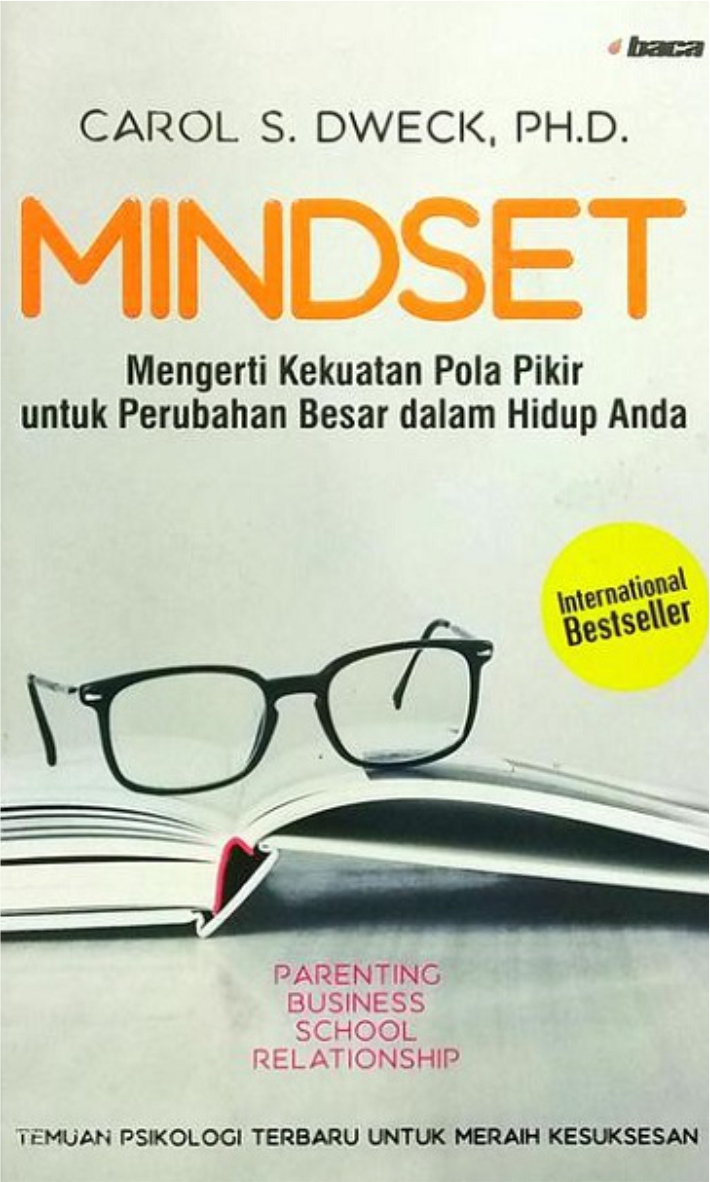 baca
CAROL S. DWECK, PH.D.
MINDSET
Mengerti Kekuatan Pola Pikir
untuk Perubahan Besar dalam Hidup Anda
International
Bestseller
PARENTING
BUSINESS
SCHOOL
RELATIONSHIP
TEMUAN PSIKOLOGI TERBARU UNTUK MERAIH KESUKSESAN